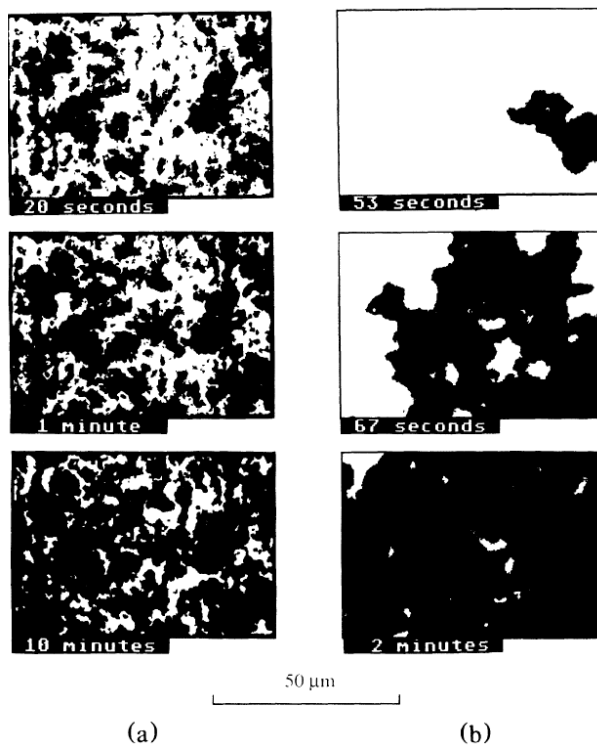 20 seconds
53 seconds
1 minute
67 seconds
10 minutes
2 minutes
50 μm
(a)
(b)